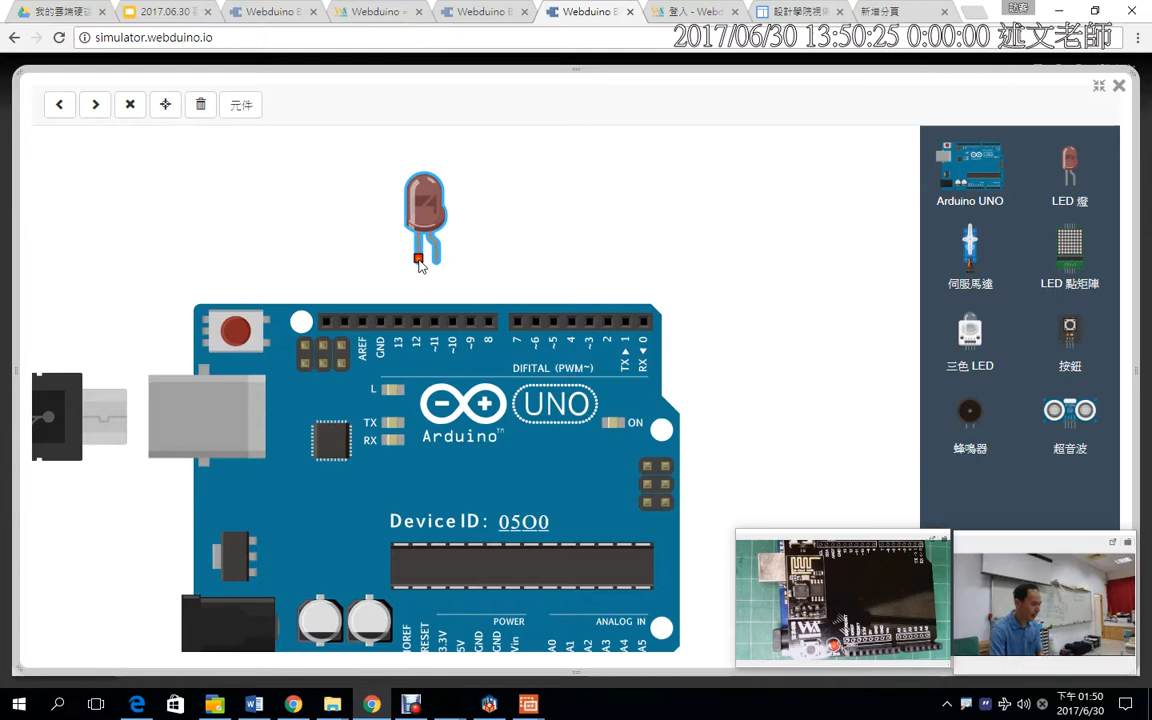 我的雲端硬碟
2017.06.30
Webduino B
Webduino
Webduino B
Webduino B
登入 - Webd
設計學院視
新增分頁
simulator.webduino.io
2017/06/30 13:50:25 0:00:00 述文老師
元件
Arduino UNO
LED 燈
伺服馬達
LED 點矩陣
三色 LED
按鈕
蜂鳴器
超音波
AREF
GND
13
12
~11
~10
~9
8
7
~6
~5
4
~3
2
TX ▸ 1
RX ◂ 0
DIFITAL (PWM~)
L
TX
RX
UNO
Arduino™
ON
Device ID: 05O0
POWER
ANALOG IN
IOREF
RESET
3.3V
5V
GND
GND
Vin
A0
A1
A2
A3
A4
A5
下午 01:50
2017/6/30